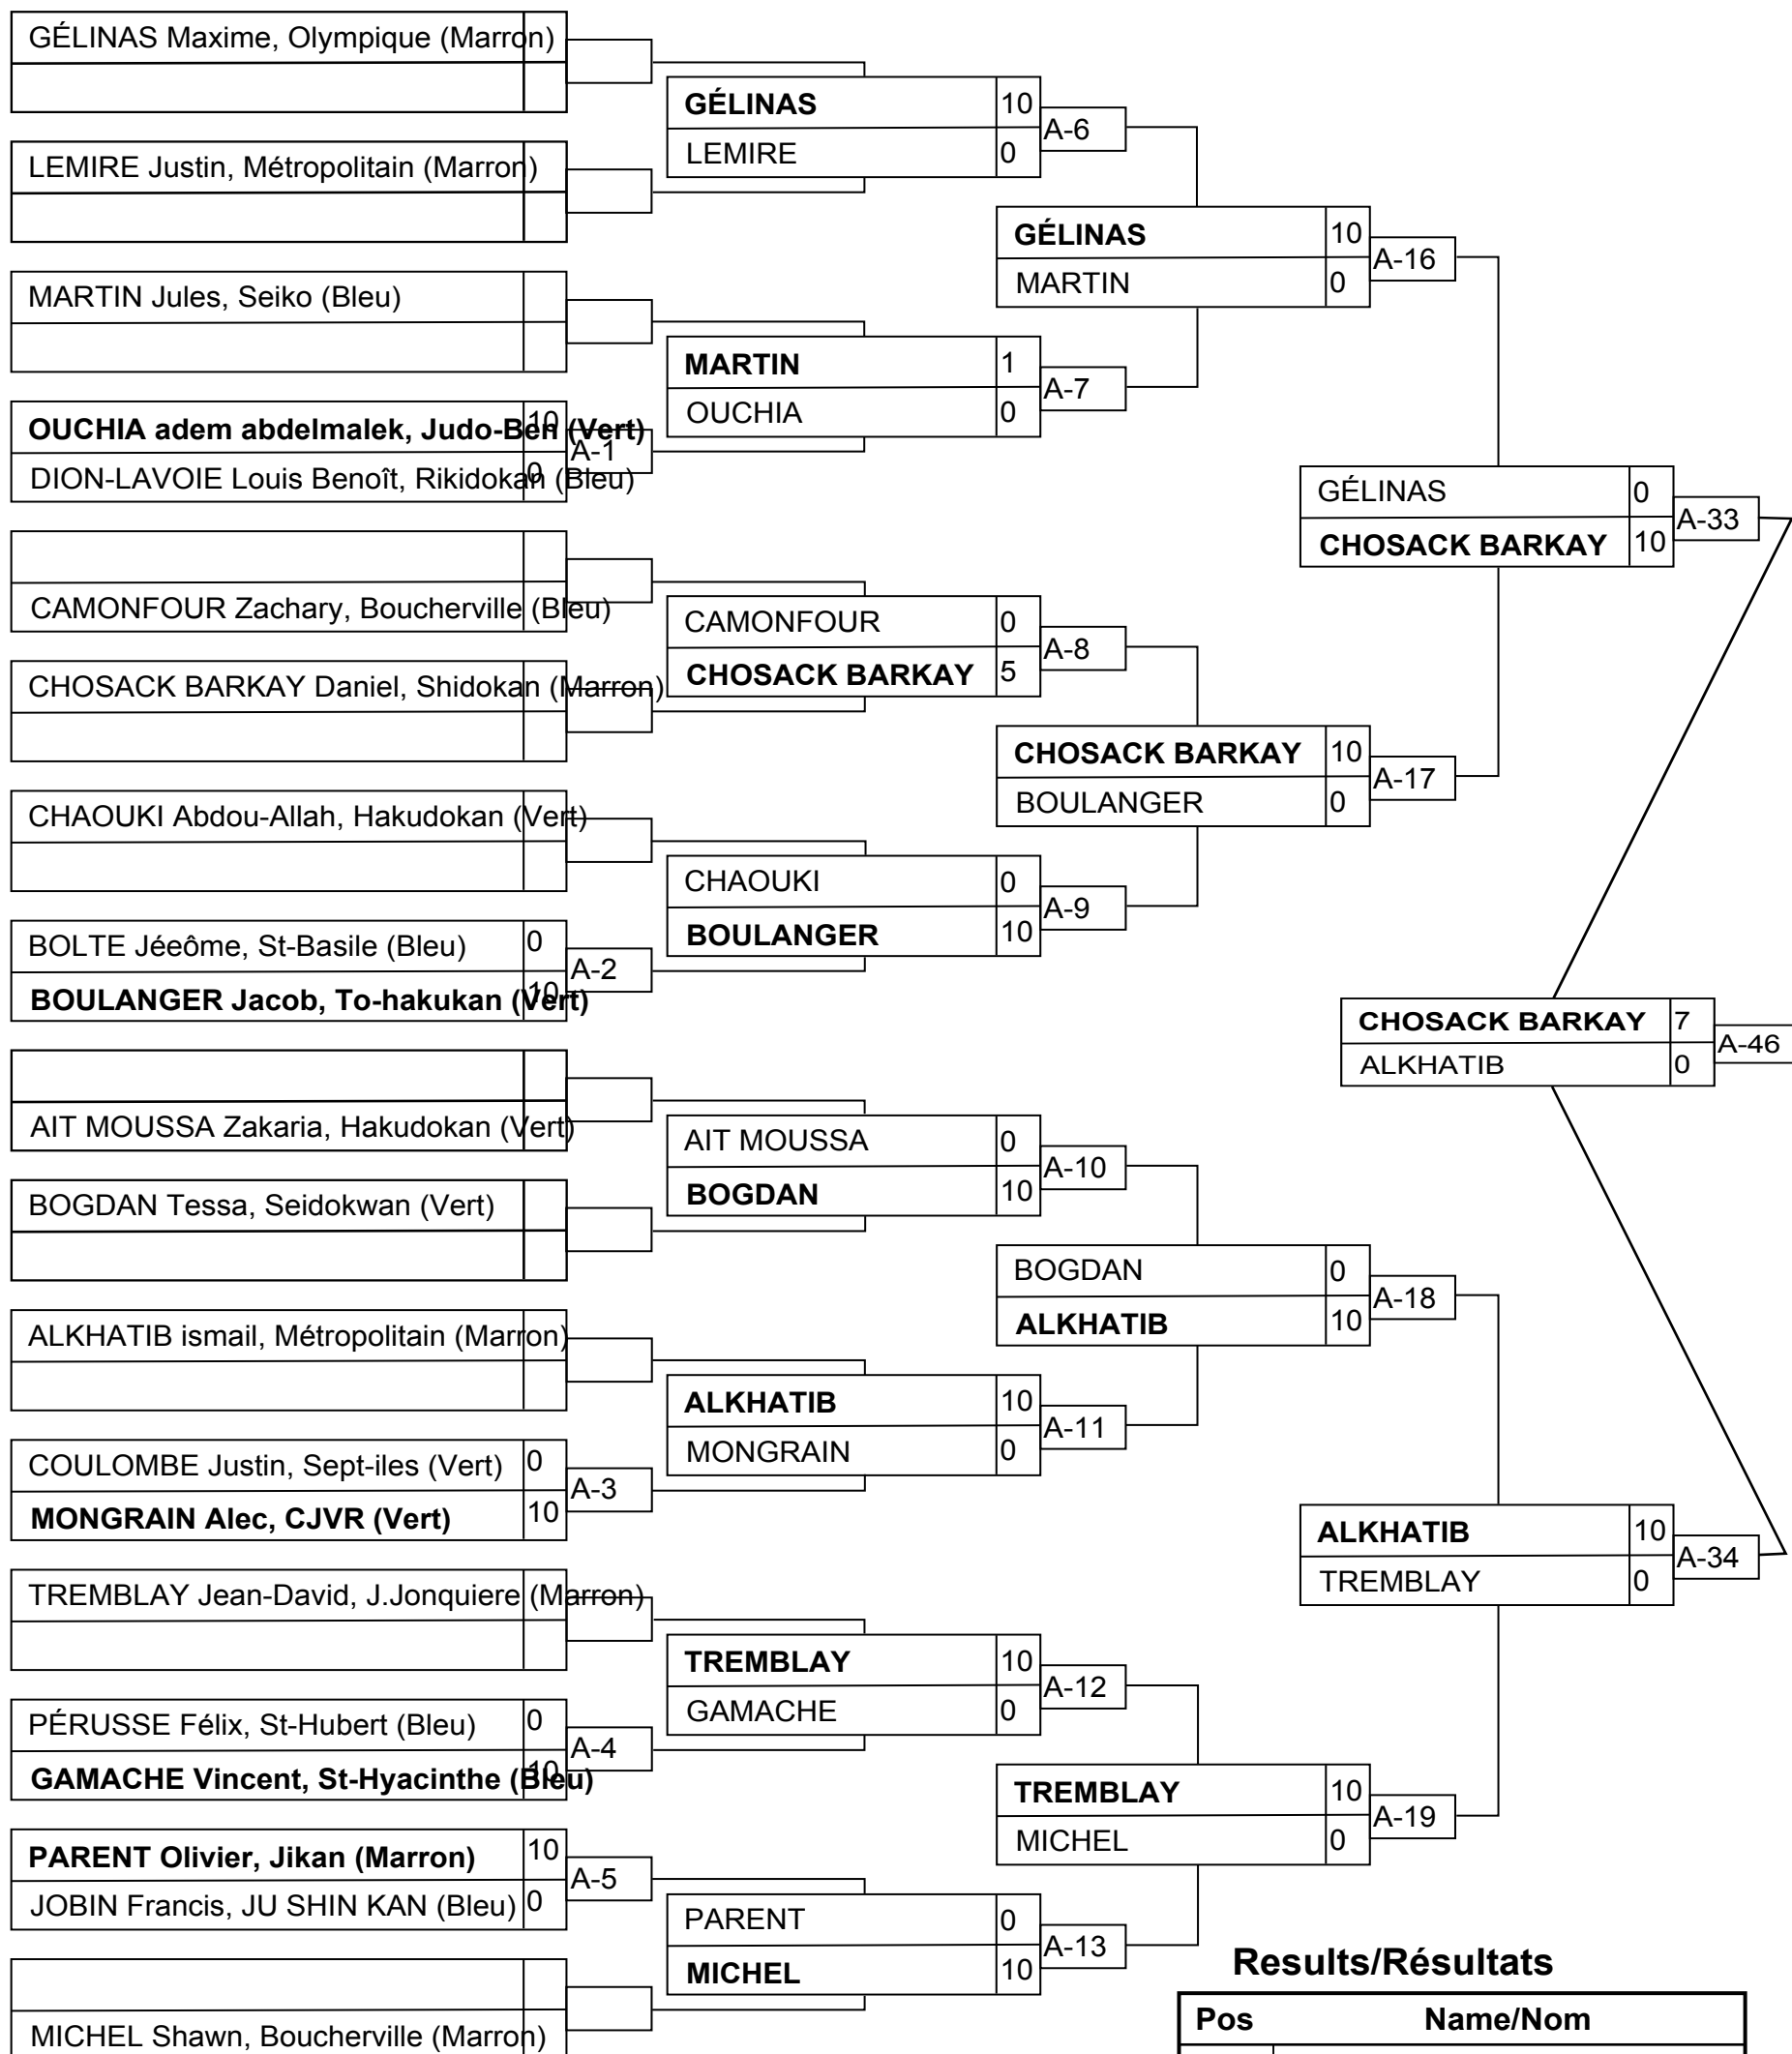 GÉLINAS Maxime, Olympique (Marron)
LEMIRE Justin, Métropolitain (Marron)
MARTIN Jules, Seiko (Bleu)
OUCHIA adem abdelmalek, Judo-Ben (Vert) 10
A-1
DION-LAVOIE Louis Benoît, Rikidokan (Bleu) 0
CAMONFOUR Zachary, Boucherville (Bleu)
CHOSACK BARKAY Daniel, Shidokan (Marron)
CHAOUKI Abdou-Allah, Hakudokan (Vert)
BOLTE Jéeôme, St-Basile (Bleu) 0
A-2
BOULANGER Jacob, To-hakukan (Vert) 10
AIT MOUSSA Zakaria, Hakudokan (Vert)
BOGDAN Tessa, Seidokwan (Vert)
ALKHATIB ismail, Métropolitain (Marron)
COULOMBE Justin, Sept-iles (Vert) 0
A-3
MONGRAIN Alec, CJVR (Vert) 10
TREMBLAY Jean-David, J.Jonquiere (Marron)
PÉRUSSE Félix, St-Hubert (Bleu) 0
A-4
GAMACHE Vincent, St-Hyacinthe (Bleu) 10
PARENT Olivier, Jikan (Marron) 10
A-5
JOBIN Francis, JU SHIN KAN (Bleu) 0
MICHEL Shawn, Boucherville (Marron)
GÉLINAS 10
A-6
LEMIRE 0
MARTIN 1
A-7
OUCHIA 0
CAMONFOUR 0
A-8
CHOSACK BARKAY 5
CHAOUKI 0
A-9
BOULANGER 10
AIT MOUSSA 0
A-10
BOGDAN 10
ALKHATIB 10
A-11
MONGRAIN 0
TREMBLAY 10
A-12
GAMACHE 0
PARENT 0
A-13
MICHEL 10
GÉLINAS 10
A-16
MARTIN 0
CHOSACK BARKAY 10
A-17
BOULANGER 0
BOGDAN 0
A-18
ALKHATIB 10
TREMBLAY 10
A-19
MICHEL 0
GÉLINAS 0
A-33
CHOSACK BARKAY 10
ALKHATIB 10
A-34
TREMBLAY 0
CHOSACK BARKAY 7
A-46
ALKHATIB 0
Results/Résultats
Pos Name/Nom